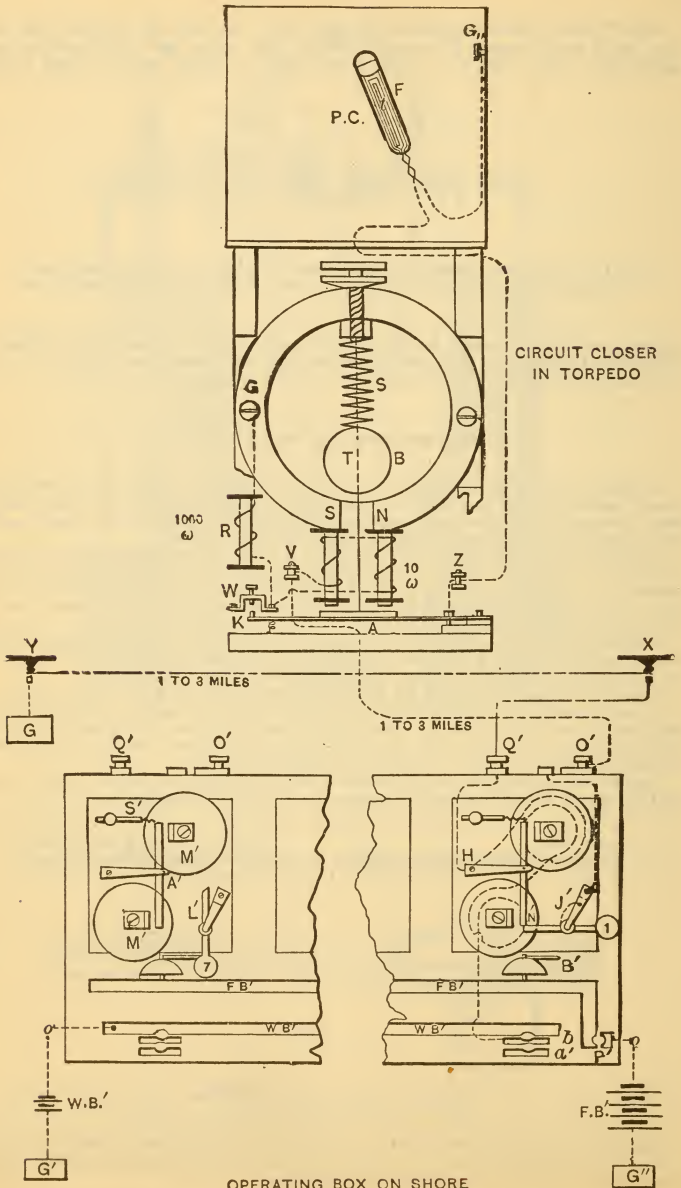 G,,
F
P.C.
CIRCUIT CLOSER
IN TORPEDO
S
G
T B
S N
1000
ω
R
V
10
ω
Z
W
K
A
Y
X
1 TO 3 MILES
G
1 TO 3 MILES
Q' O'
Q' O'
S'
M'
A'
M'
L'
7
H
J'
N
1
B'
F B'
F B'
W B'
W B'
b
a'
o
W.B.'
F.B.'
G'
G"
OPERATING BOX ON SHORE